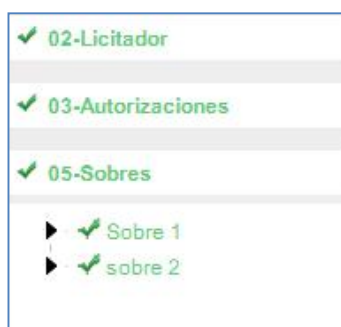 02-Licitador
03-Autorizaciones
05-Sobres
Sobre 1
sobre 2